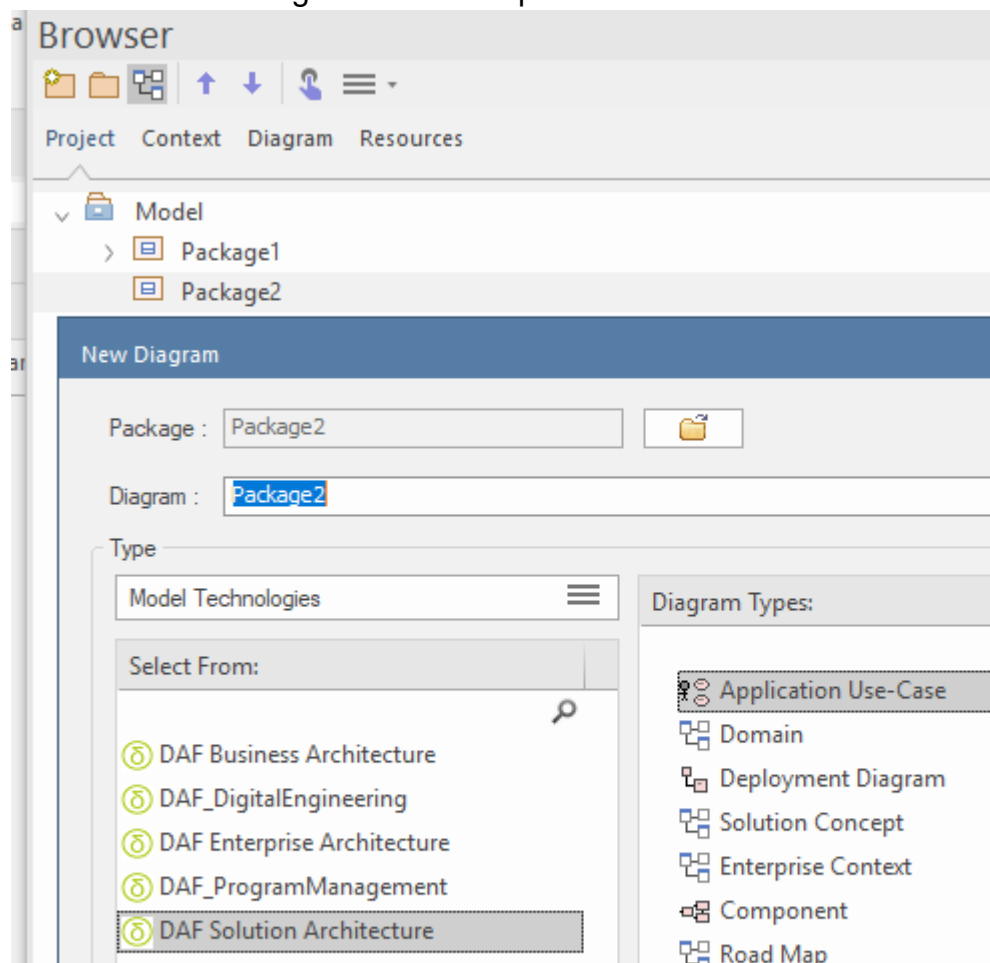 Browser
Project Context Diagram Resources
Model
Package1
Package2
New Diagram
Package : Package2
Diagram : Package2
Type
Model Technologies
Diagram Types:
Select From:
Application Use-Case
Domain
DAF Business Architecture
Deployment Diagram
DAF_DigitalEngineering
Solution Concept
DAF Enterprise Architecture
Enterprise Context
DAF_ProgramManagement
Component
DAF Solution Architecture
Road Map